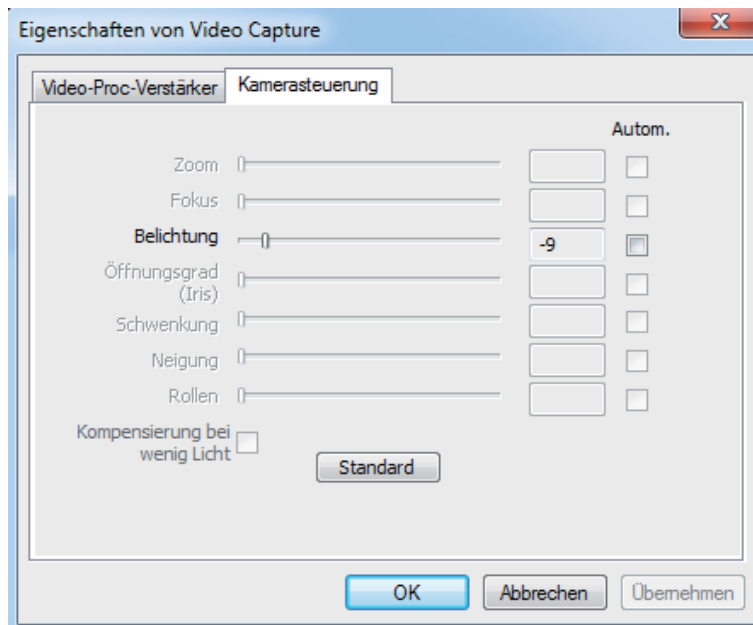 Eigenschaften von Video Capture
Video-Proc-Verstärker
Kamerasteuerung
Autom.
Zoom
Fokus
Belichtung
-9
Öffnungsgrad
(Iris)
Schwenkung
Neigung
Rollen
Kompensierung bei
wenig Licht
Standard
OK
Abbrechen
Übernehmen